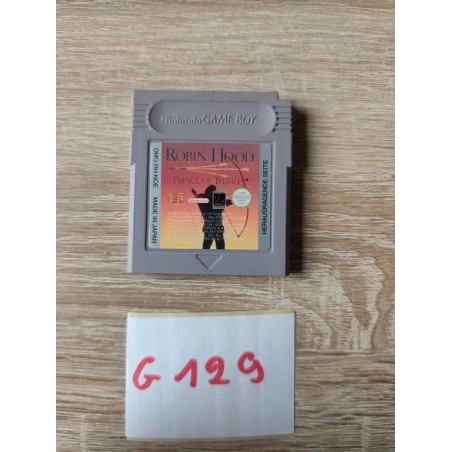 Nintendo GAME BOY
ROBIN HOOD
PRINCE OF THIEVES
DMG-RH-NOE
MADE IN JAPAN
HERAUSRAGENDE SEITE
G 129